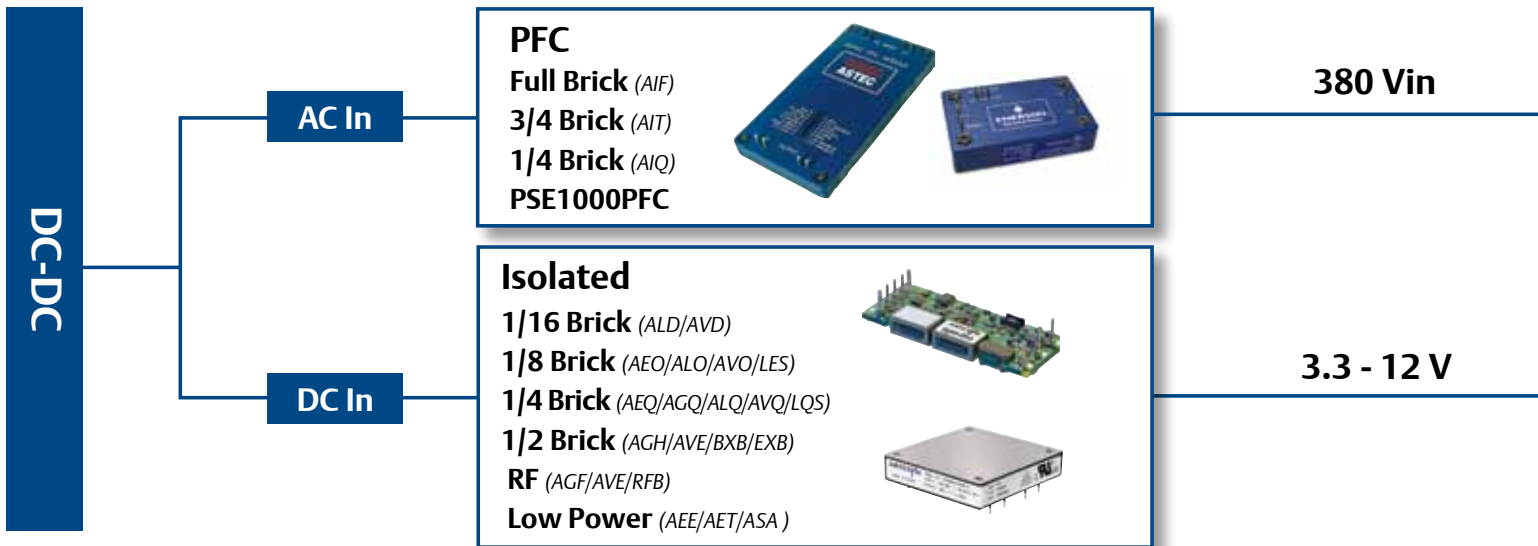 DC-DC
AC In
PFC
Full Brick (AIF)
3/4 Brick (AIT)
1/4 Brick (AIQ)
PSE1000PFC
ASTEC
EMERSON
380 Vin
DC In
Isolated
1/16 Brick (ALD/AVD)
1/8 Brick (AEO/ALO/AVO/LES)
1/4 Brick (AEQ/AGQ/ALQ/AVQ/LQS)
1/2 Brick (AGH/AVE/BXB/EXB)
RF (AGF/AVE/RFB)
Low Power (AEE/AET/ASA )
3.3 - 12 V